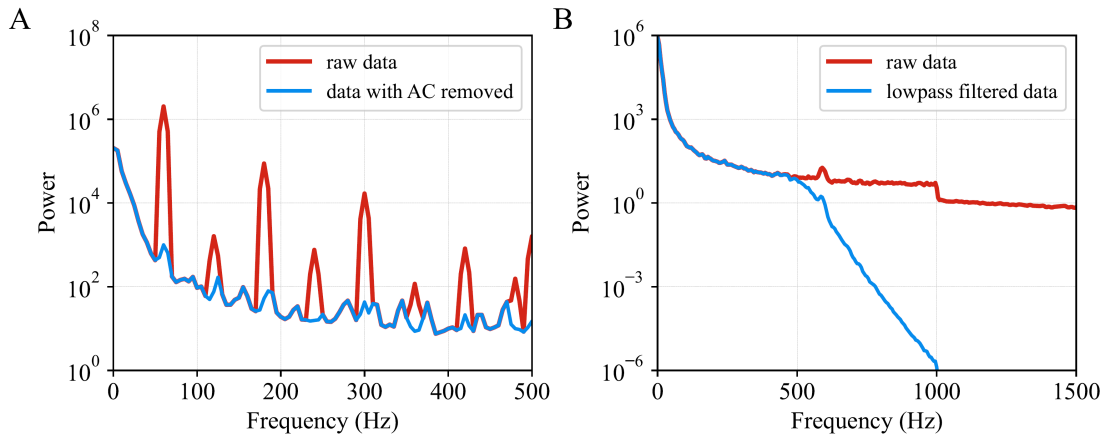 A
10^8
10^6
10^4
10^2
10^0
Power
0
100
200
300
400
500
Frequency (Hz)
raw data
data with AC removed
B
10^6
10^3
10^0
10^−3
10^−6
Power
0
500
1000
1500
Frequency (Hz)
raw data
lowpass filtered data